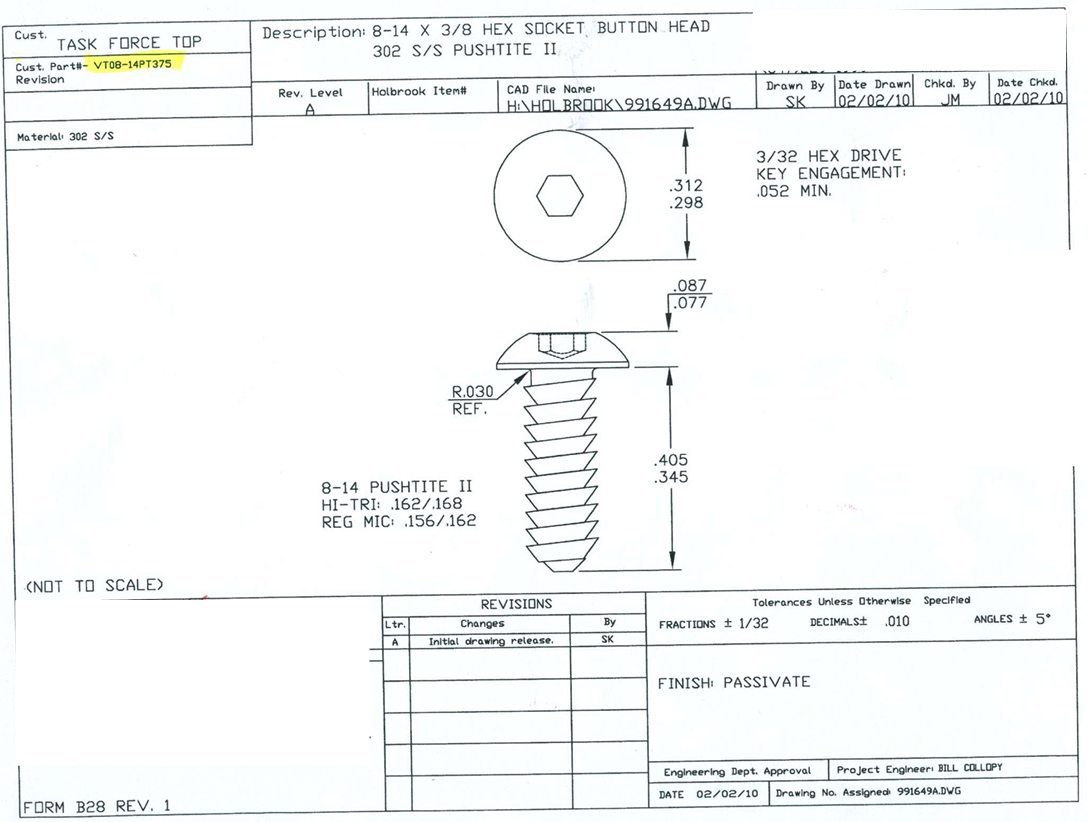 Cust. TASK FORCE TOP
Cust. Part#- VT08-14PT375
Revision
Material: 302 S/S
Description: 8-14 X 3/8 HEX SOCKET BUTTON HEAD
302 S/S PUSHTITE II
Rev. Level
A
Holbrook Item#
CAD File Name:
H:\HOLBROOK\991649A.DWG
Drawn By
SK
Date Drawn
02/02/10
Chkd. By
JM
Date Chkd.
02/02/10
.312
.298
3/32 HEX DRIVE
KEY ENGAGEMENT:
.052 MIN.
.087
.077
R.030
REF.
.405
.345
8-14 PUSHTITE II
HI-TRI: .162/.168
REG MIC: .156/.162
(NOT TO SCALE)
REVISIONS
Ltr. Changes By
A Initial drawing release. SK
Tolerances Unless Otherwise Specified
FRACTIONS ± 1/32 DECIMALS± .010 ANGLES ± 5°
FINISH: PASSIVATE
Engineering Dept. Approval
Project Engineer: BILL COLLOPY
DATE 02/02/10
Drawing No. Assigned: 991649A.DWG
FORM B28 REV. 1